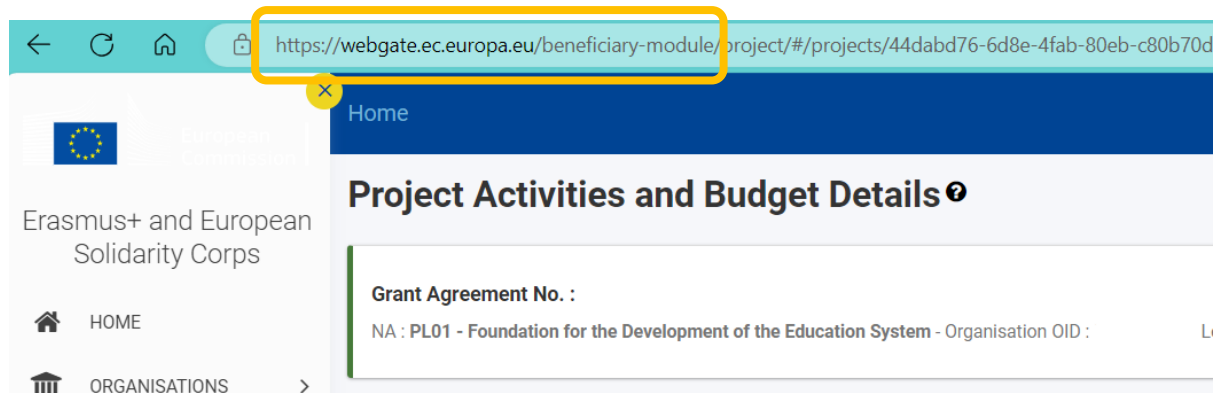 https://webgate.ec.europa.eu/beneficiary-module/project/#/projects/44dabd76-6d8e-4fab-80eb-c80b70d
Home
Project Activities and Budget Details
Erasmus+ and European
Solidarity Corps
Grant Agreement No. :
NA : PL01 - Foundation for the Development of the Education System - Organisation OID :
HOME
ORGANISATIONS